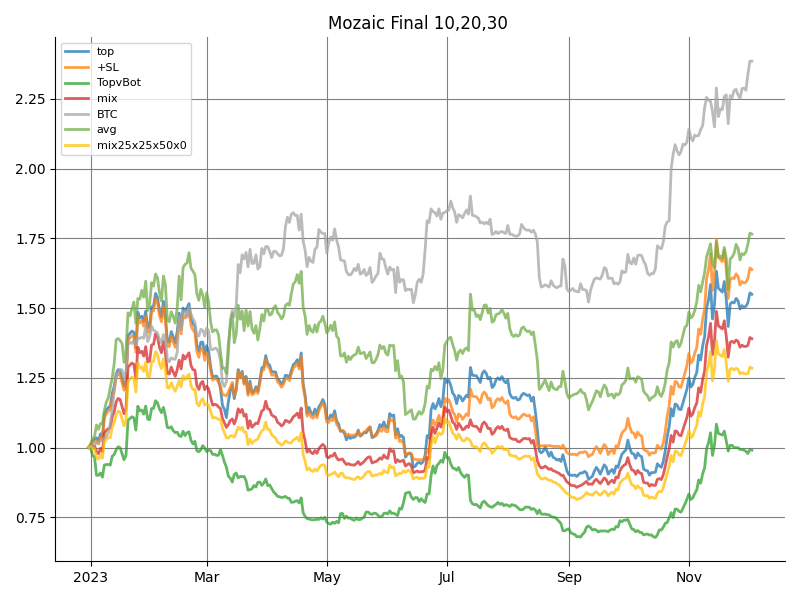 Mozaic Final 10,20,30
top
+SL
TopvBot
mix
BTC
avg
mix25x25x50x0
2.25
2.00
1.75
1.50
1.25
1.00
0.75
2023
Mar
May
Jul
Sep
Nov